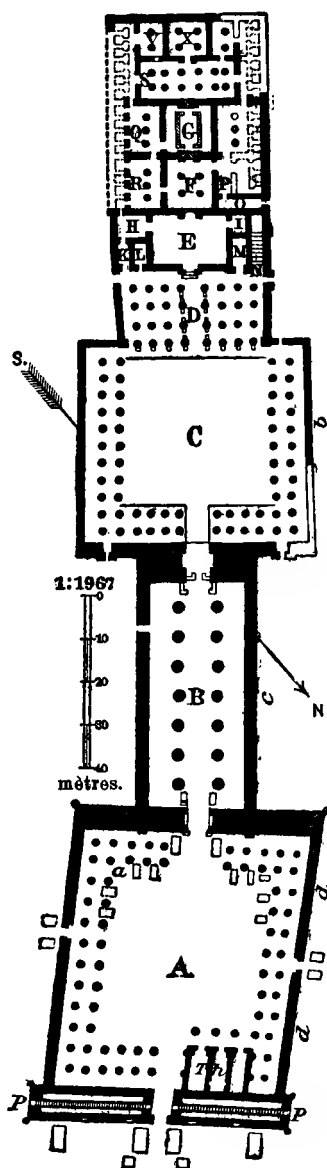 V X
S
Q G
R F P
O
H E I
K L M
N
D
S.
C b
1:1967
0
10
B c
20
N
30
40
mètres.
a
d
A
d
Th
P P